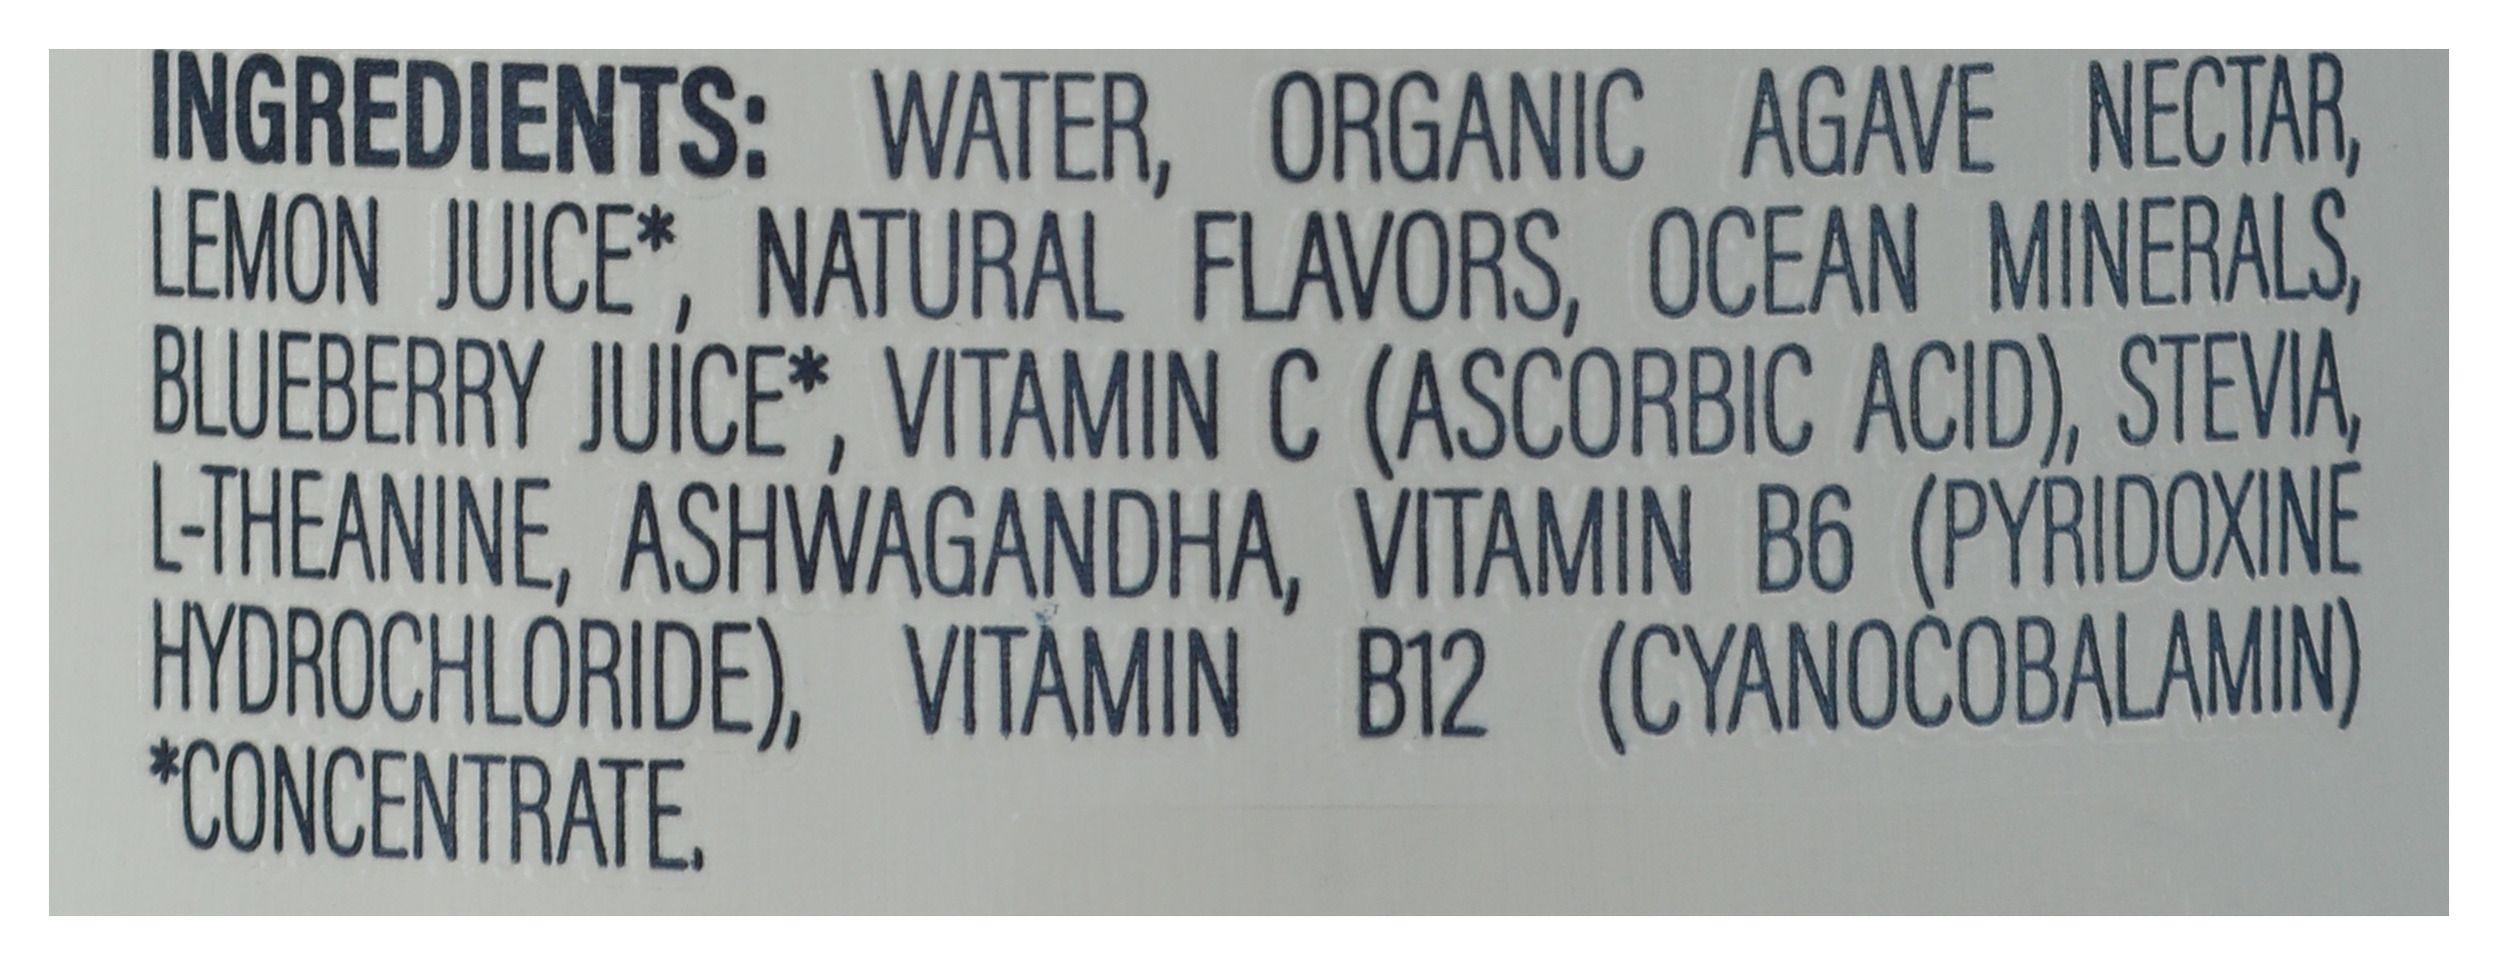 INGREDIENTS: WATER, ORGANIC AGAVE NECTAR,
LEMON JUICE*, NATURAL FLAVORS, OCEAN MINERALS,
BLUEBERRY JUICE*, VITAMIN C (ASCORBIC ACID), STEVIA,
L-THEANINE, ASHWAGANDHA, VITAMIN B6 (PYRIDOXINE
HYDROCHLORIDE), VITAMIN B12 (CYANOCOBALAMIN)
*CONCENTRATE.